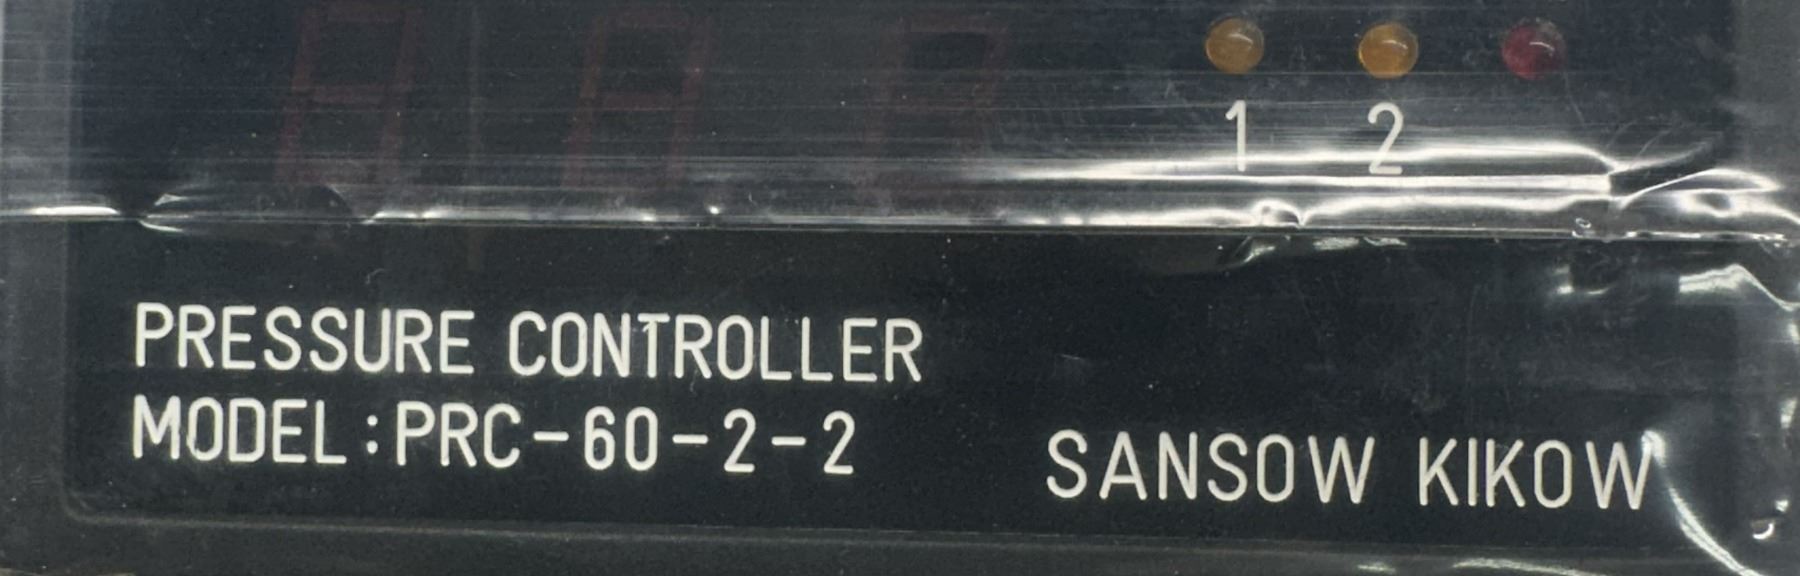 1 2
PRESSURE CONTROLLER
MODEL:PRC-60-2-2
SANSOW KIKOW